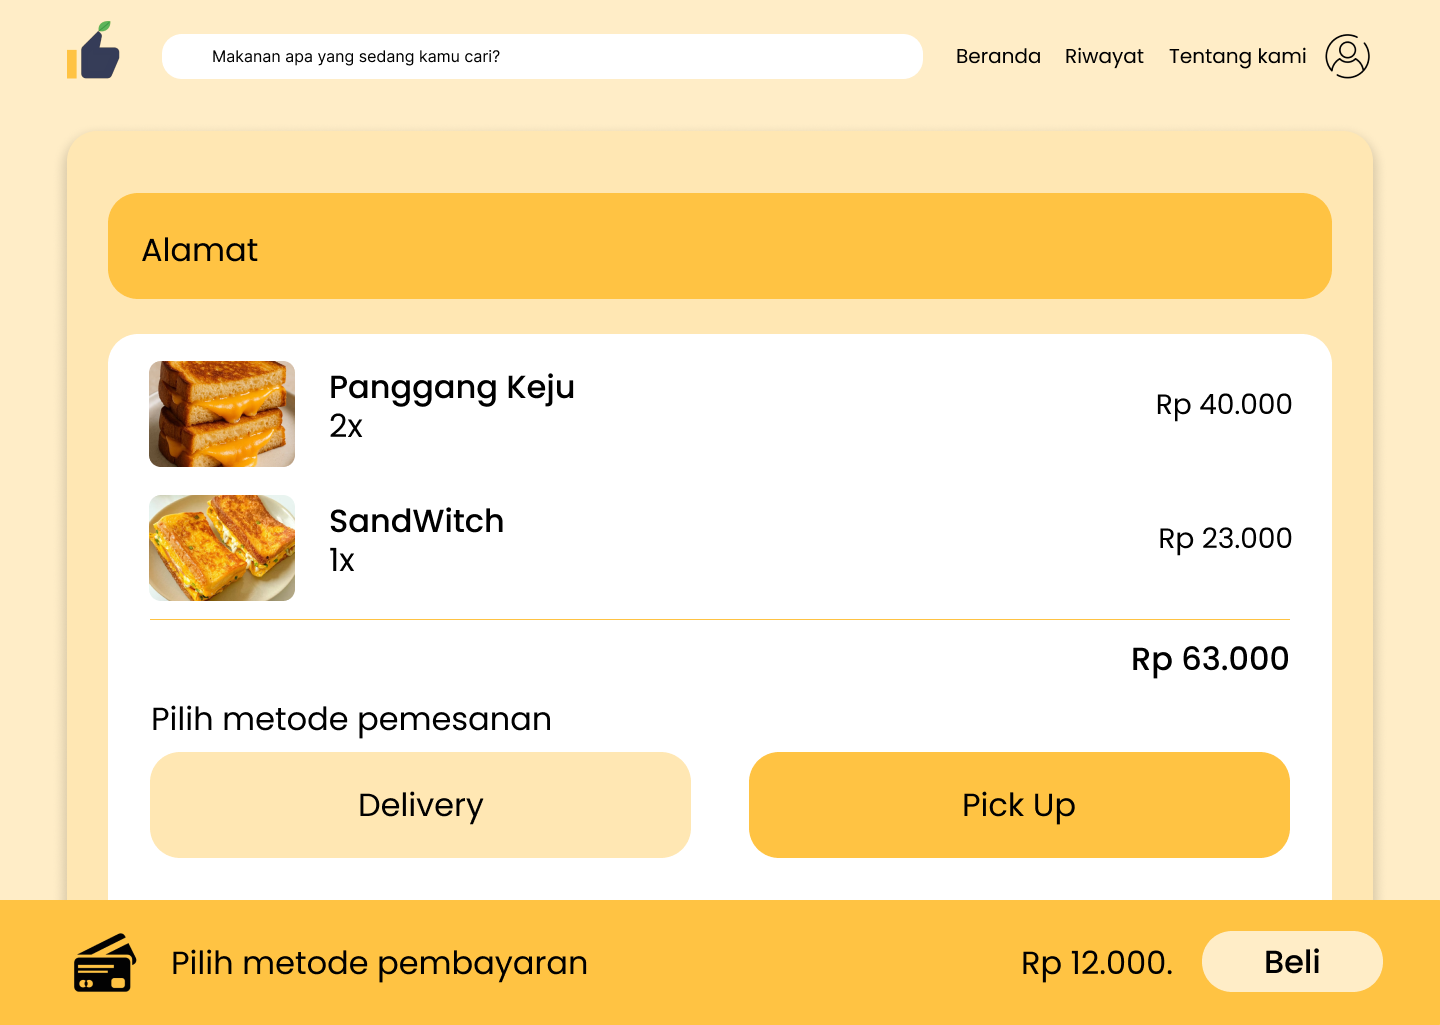 Makanan apa yang sedang kamu cari?
Beranda
Riwayat
Tentang kami
Alamat
Panggang Keju
2x
Rp 40.000
SandWitch
1x
Rp 23.000
Rp 63.000
Pilih metode pemesanan
Delivery
Pick Up
Pilih metode pembayaran
Rp 12.000.
Beli